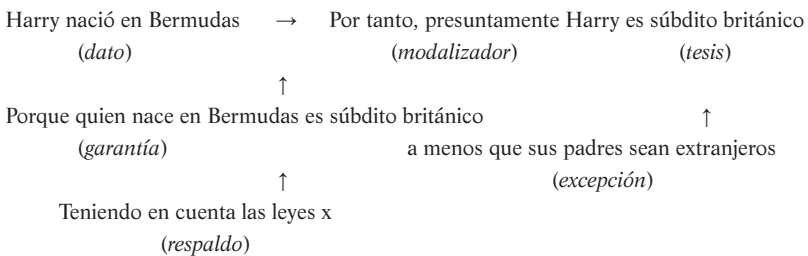 Harry nació en Bermudas → Por tanto, presuntamente Harry es súbdito británico
(dato) (modalizador) (tesis)
↑
Porque quien nace en Bermudas es súbdito británico ↑
(garantía) a menos que sus padres sean extranjeros
↑ (excepción)
Teniendo en cuenta las leyes x
(respaldo)